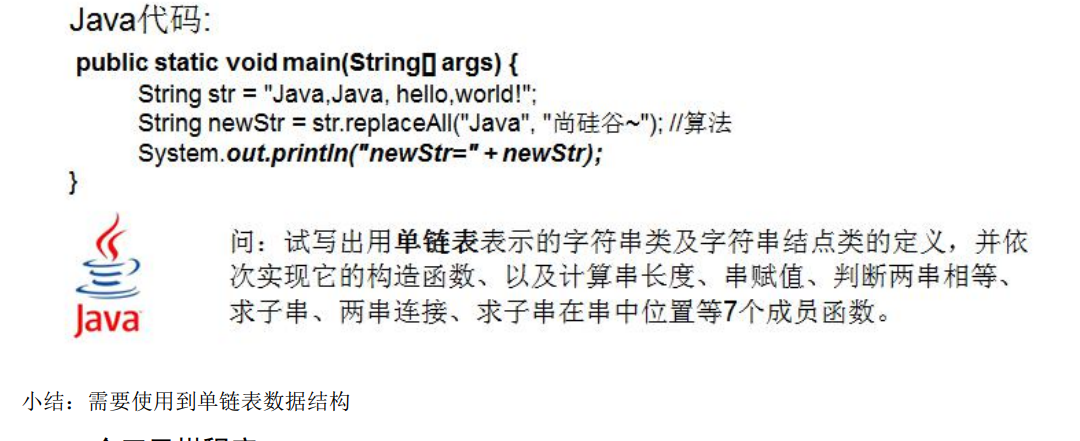 Java代码:
public static void main(String[] args) {
String str = "Java,Java, hello,world!";
String newStr = str.replaceAll("Java", "尚硅谷~"); //算法
System.out.println("newStr=" + newStr);
}
问：试写出用单链表表示的字符串类及字符串结点类的定义，并依
次实现它的构造函数、以及计算串长度、串赋值、判断两串相等、
求子串、两串连接、求子串在串中位置等7个成员函数。
Java
小结：需要使用到单链表数据结构